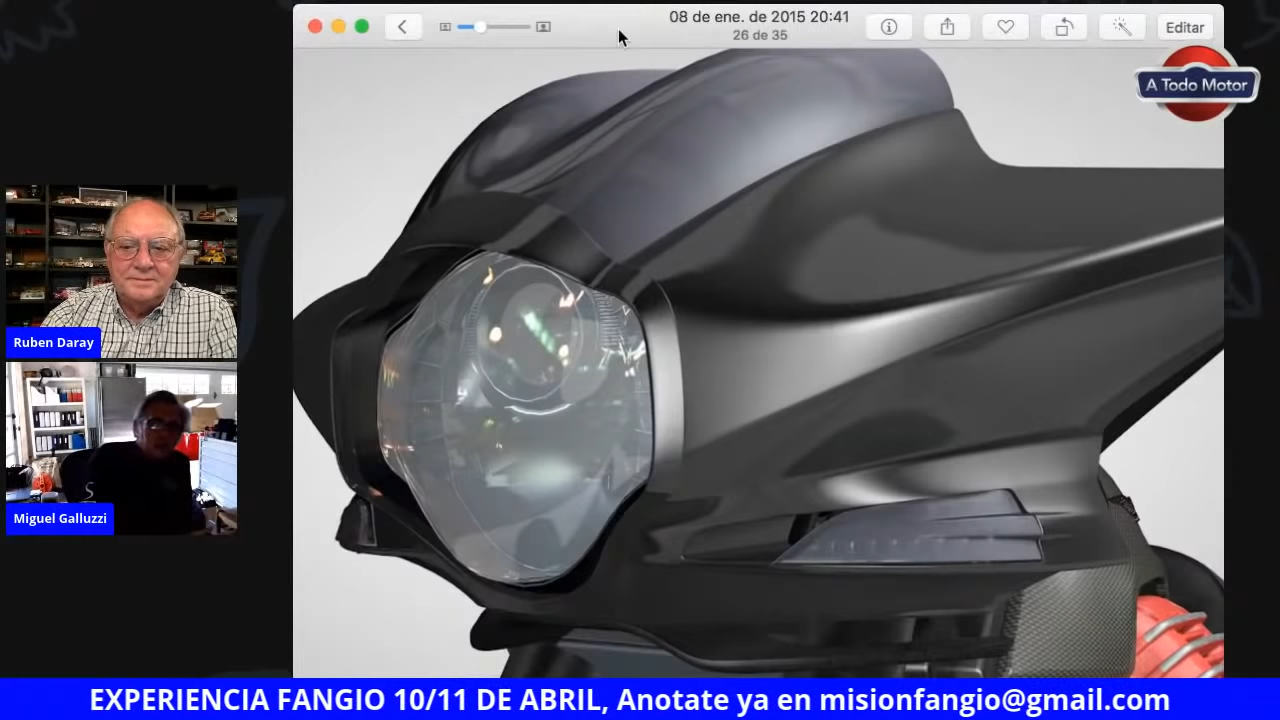 08 de ene. de 2015 20:41
26 de 35
Editar
A Todo Motor
Ruben Daray
Miguel Galluzzi
EXPERIENCIA FANGIO 10/11 DE ABRIL, Anotate ya en misionfangio@gmail.com